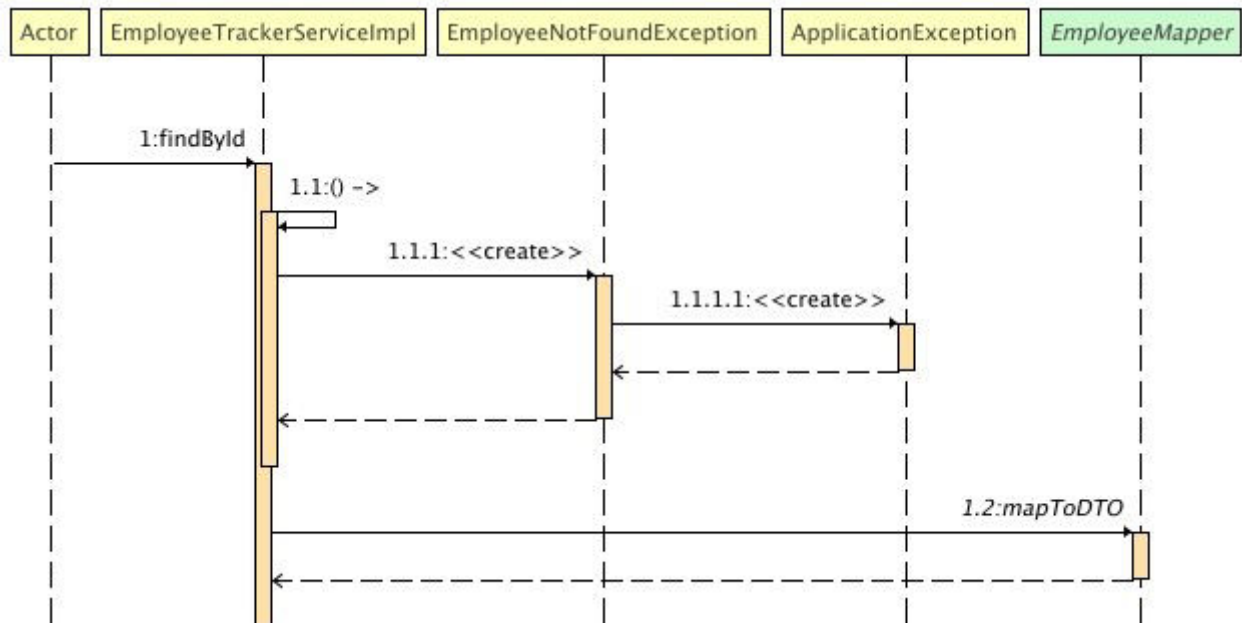 Actor
EmployeeTrackerServiceImpl
EmployeeNotFoundException
ApplicationException
EmployeeMapper
1:findById
1.1:() ->
1.1.1:<<create>>
1.1.1.1:<<create>>
1.2:mapToDTO